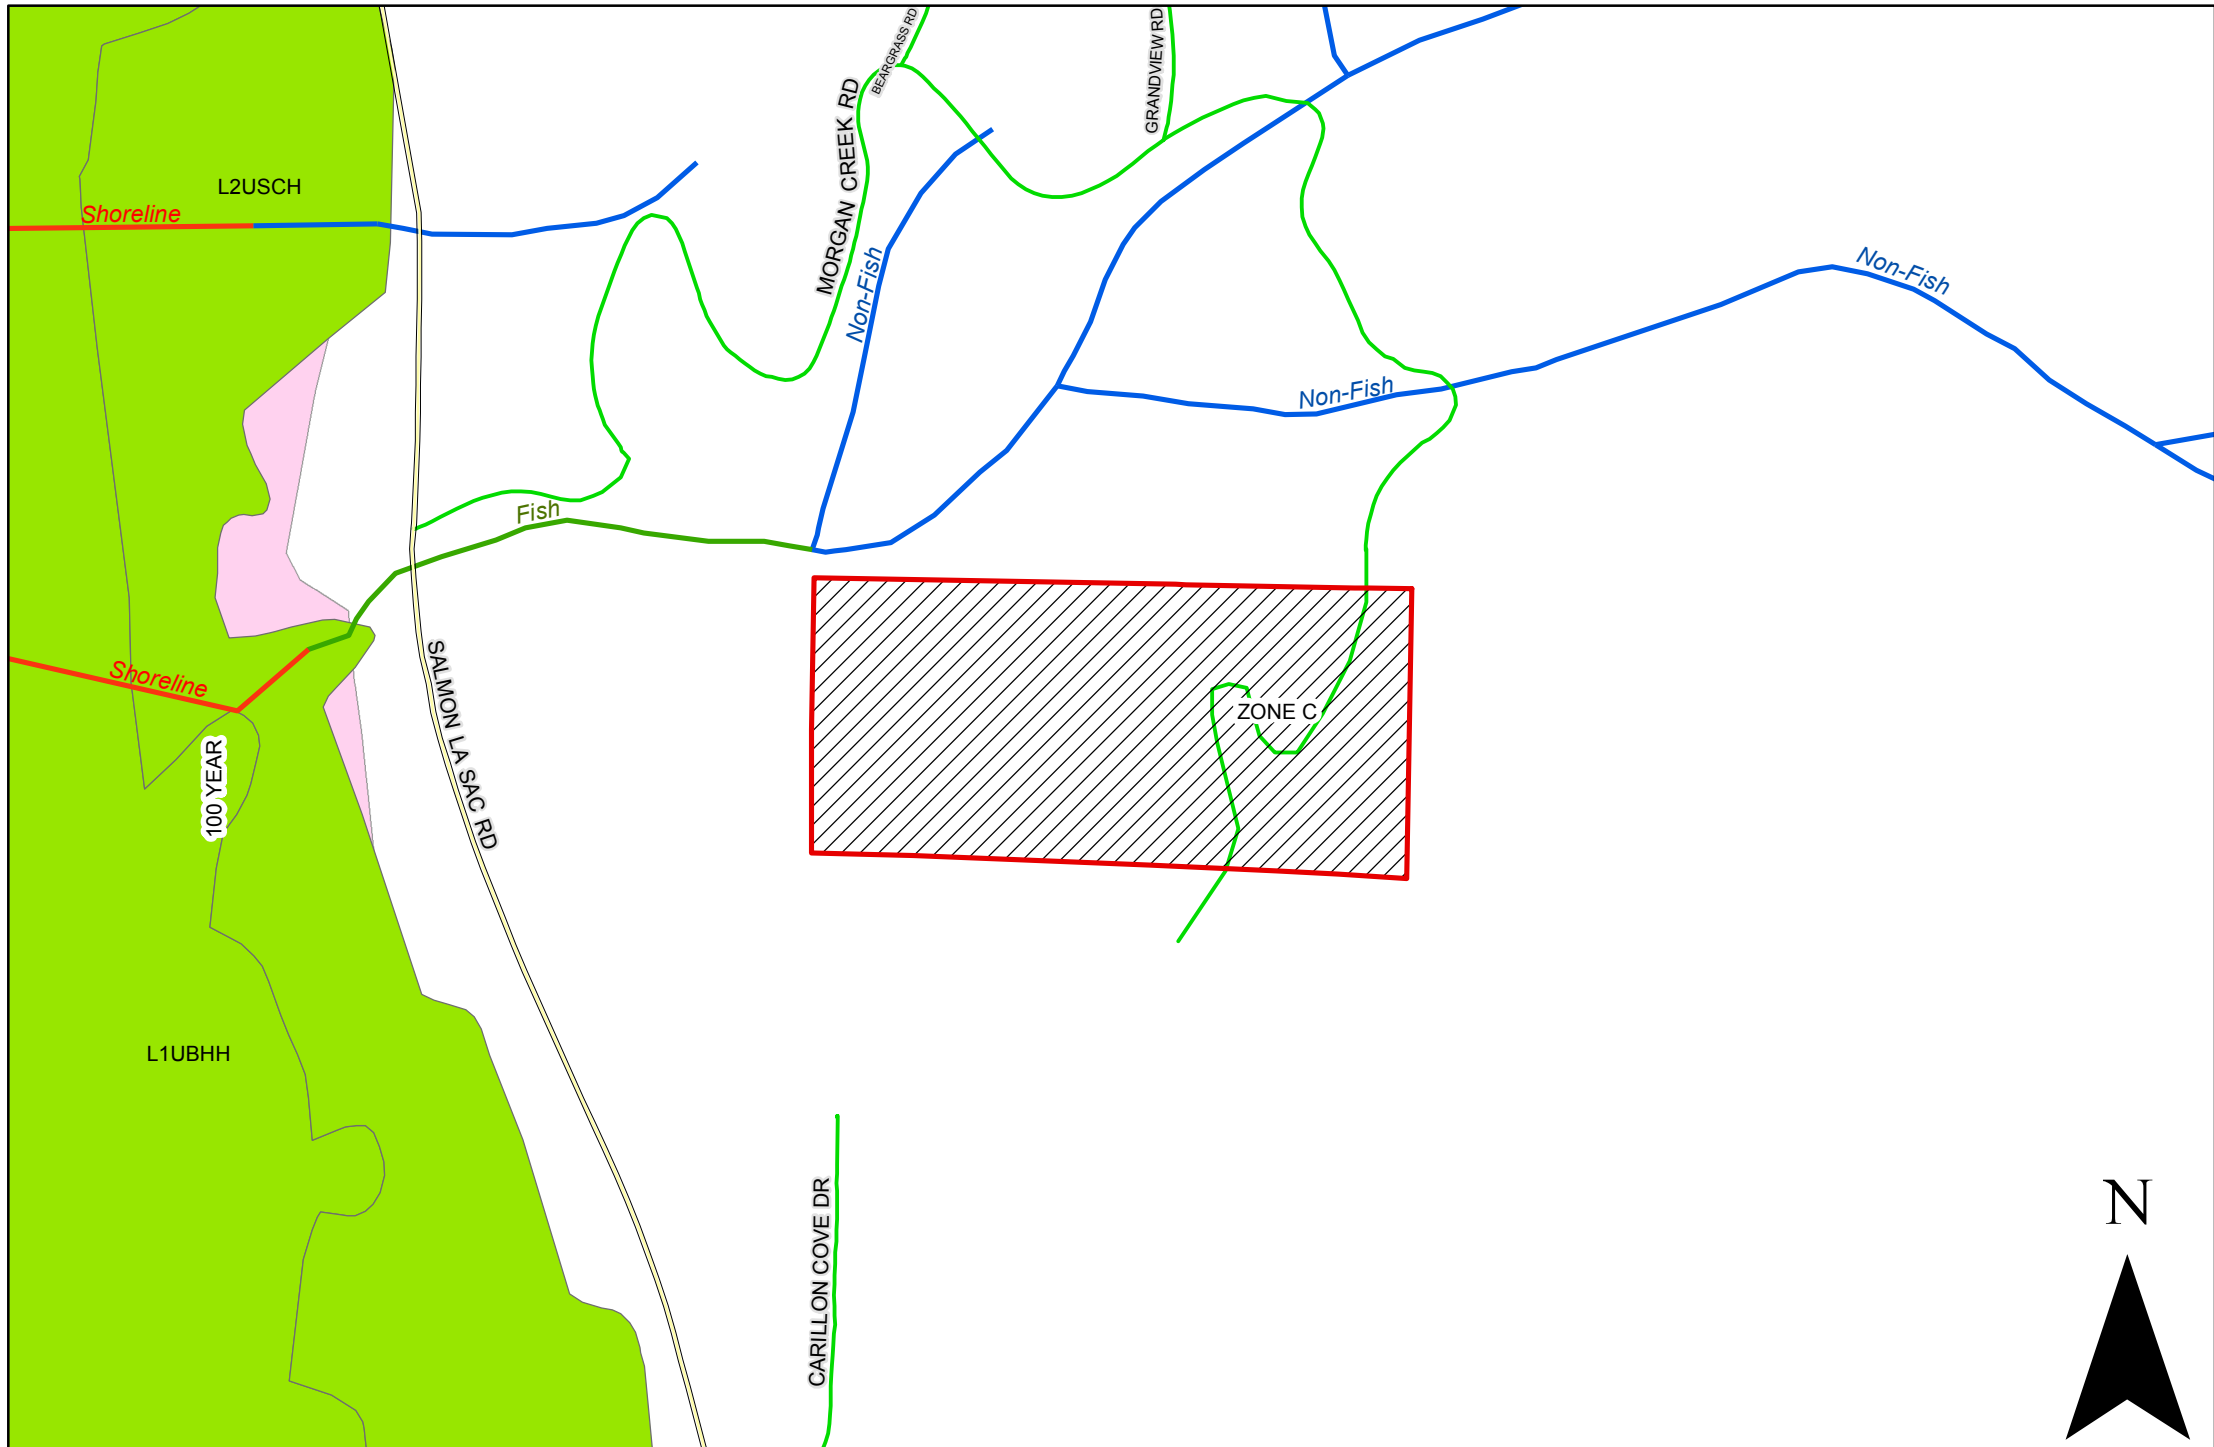 BEARGRASS RD
GRANDVIEW RD
MORGAN CREEK RD
L2USCH
Shoreline
Non-Fish
Non-Fish
Non-Fish
Fish
Shoreline
SALMON LA SAC RD
ZONE C
100 YEAR
L1UBHH
CARILLON COVE DR
N